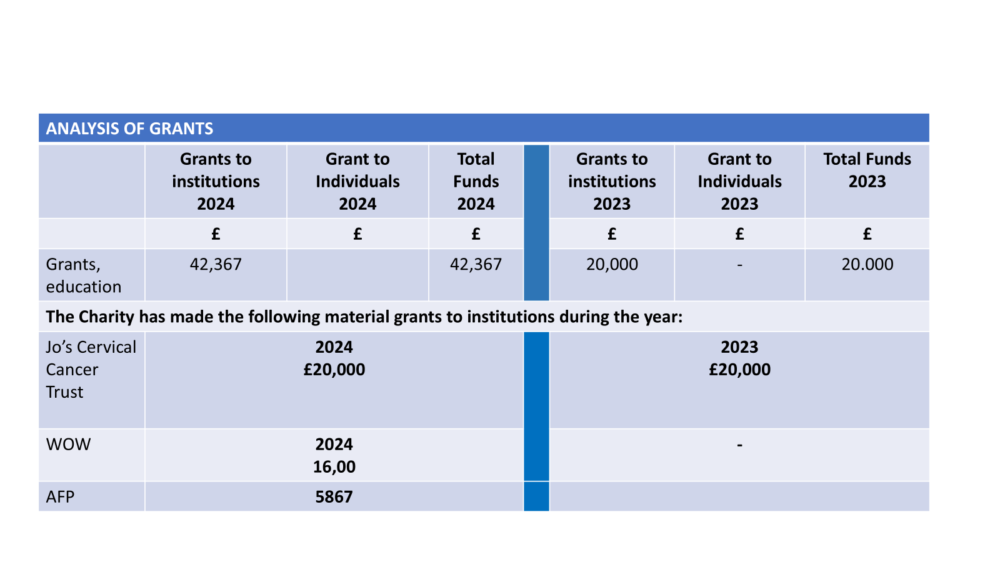 ANALYSIS OF GRANTS
Grants to institutions 2024 Grant to Individuals 2024 Total Funds 2024 Grants to institutions 2023 Grant to Individuals 2023 Total Funds 2023
£ £ £ £ £ £
Grants, education 42,367 42,367 20,000 - 20.000
The Charity has made the following material grants to institutions during the year:
Jo’s Cervical Cancer Trust 2024 £20,000 2023 £20,000
WOW 2024 16,00 -
AFP 5867